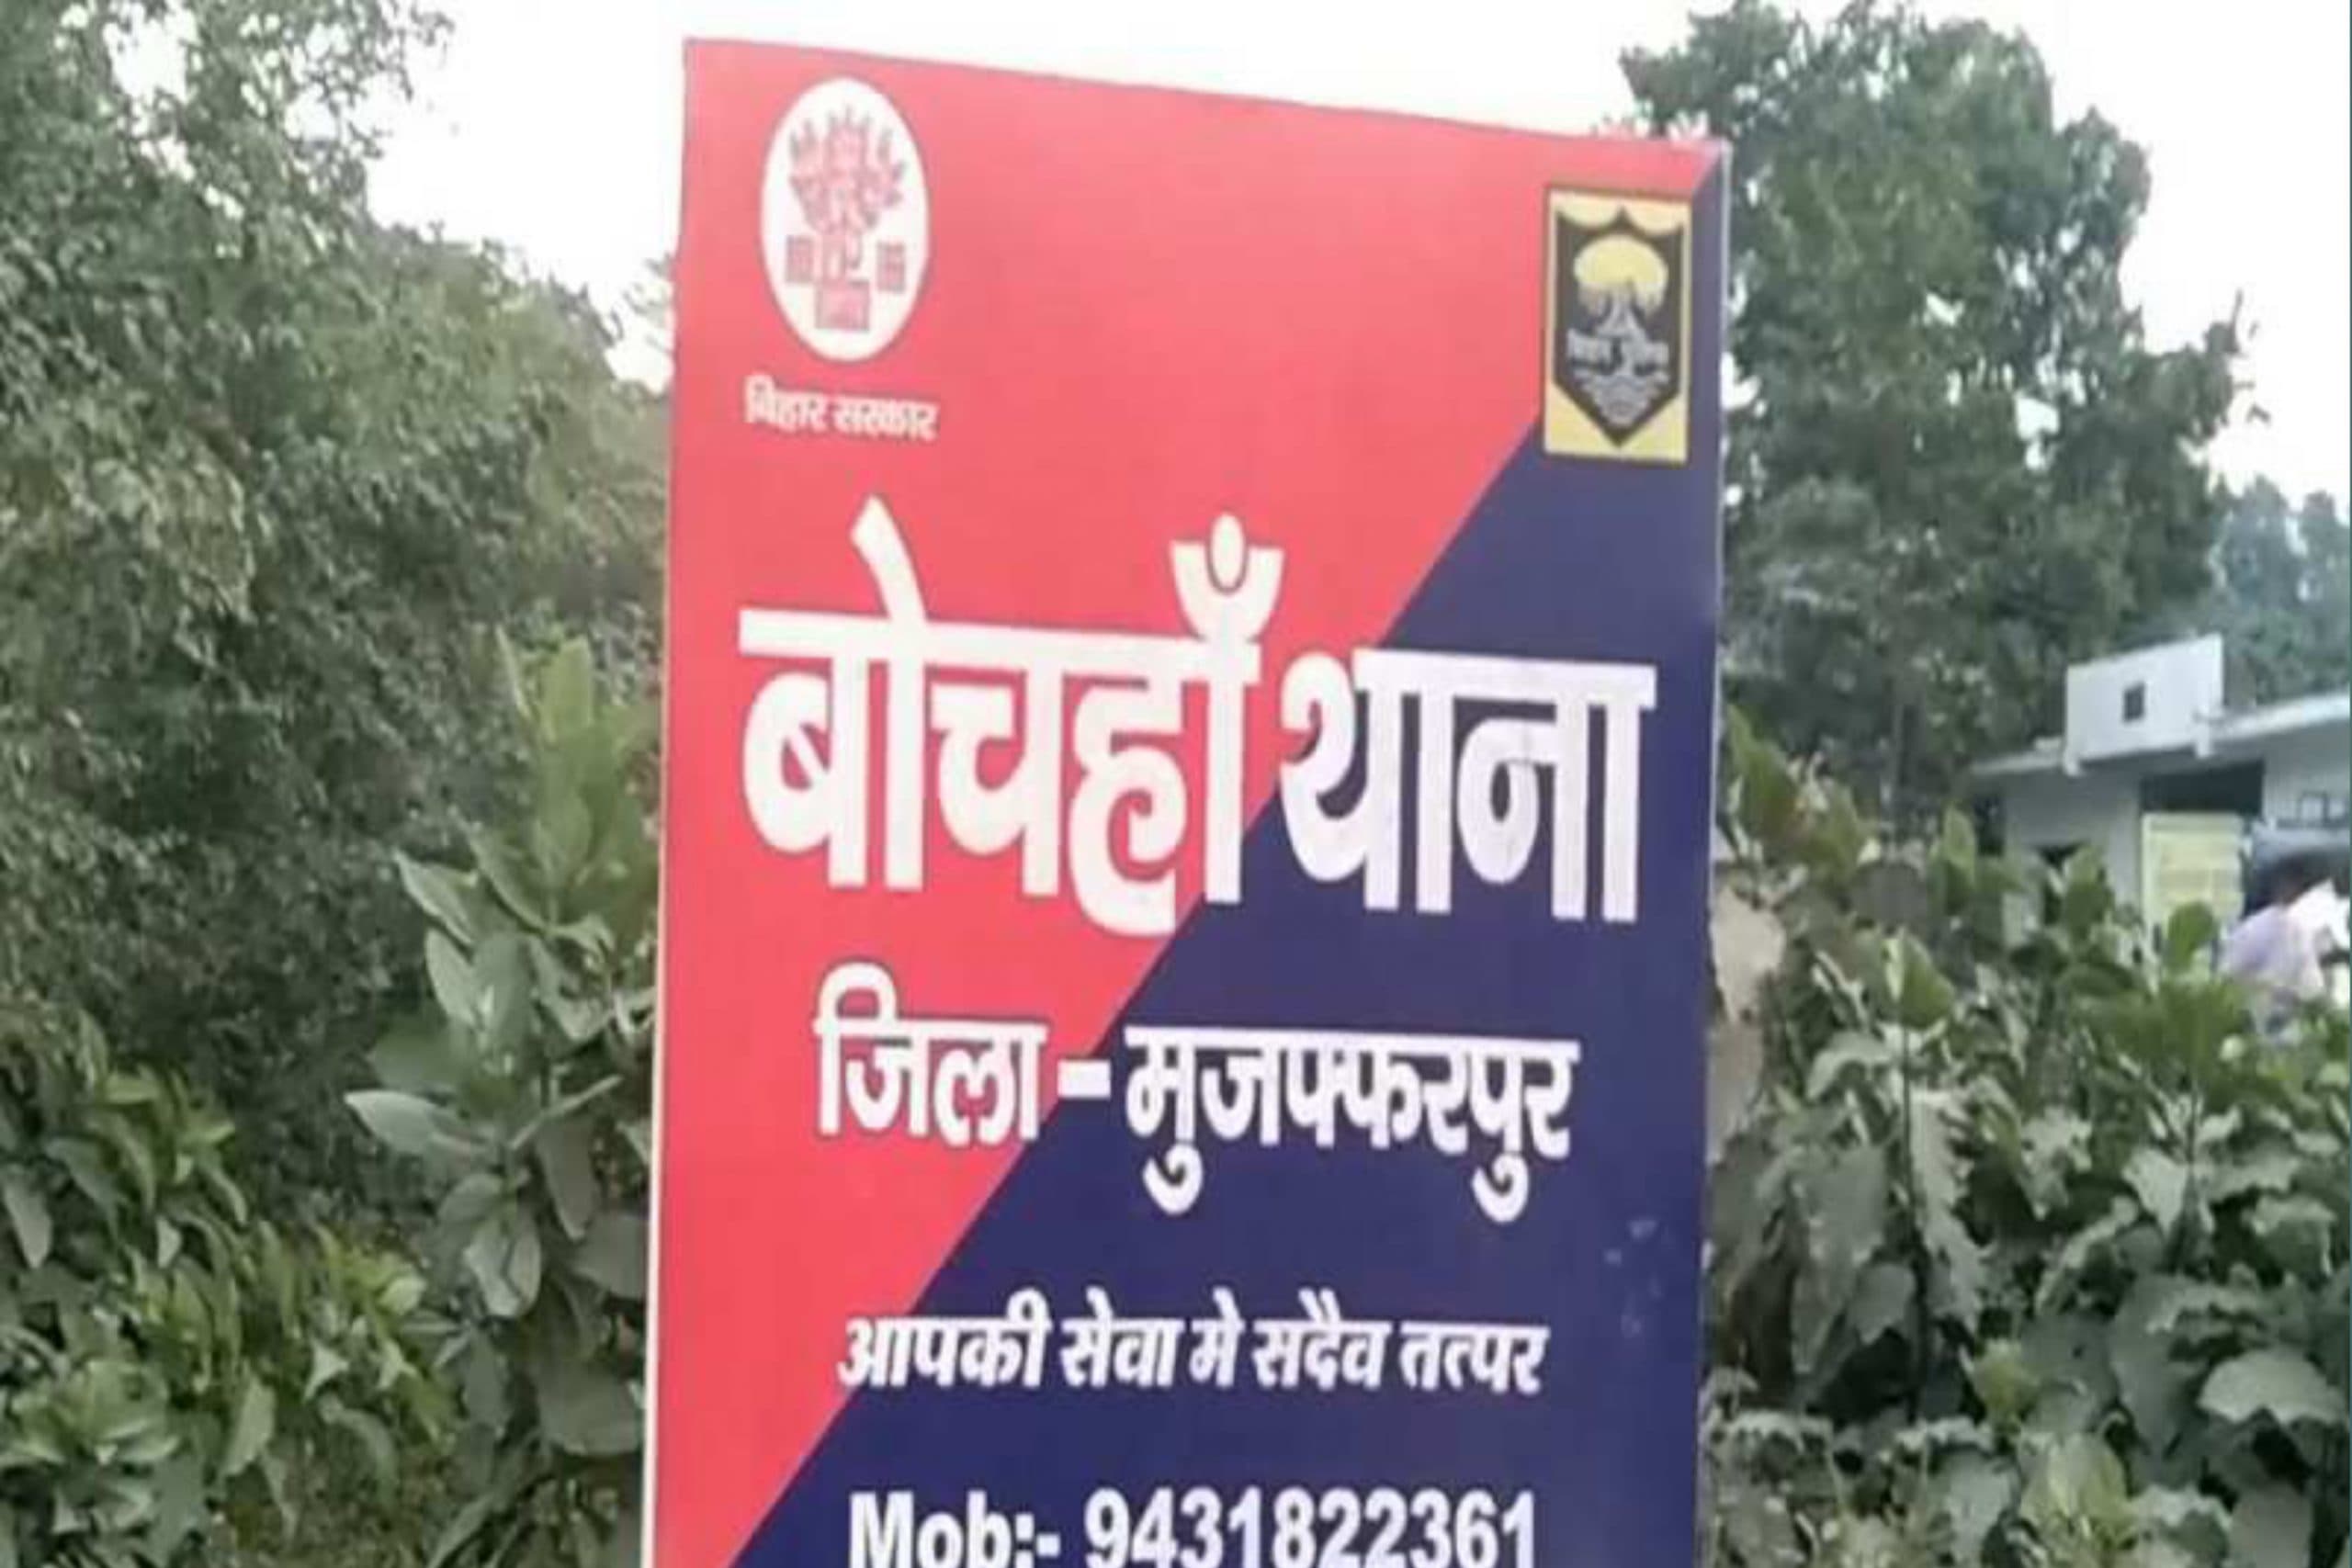 बिहार सरकार
बोचहाँ थाना
जिला - मुजफ्फरपुर
आपकी सेवा मे सदैव तत्पर
Mob:- 9431822361